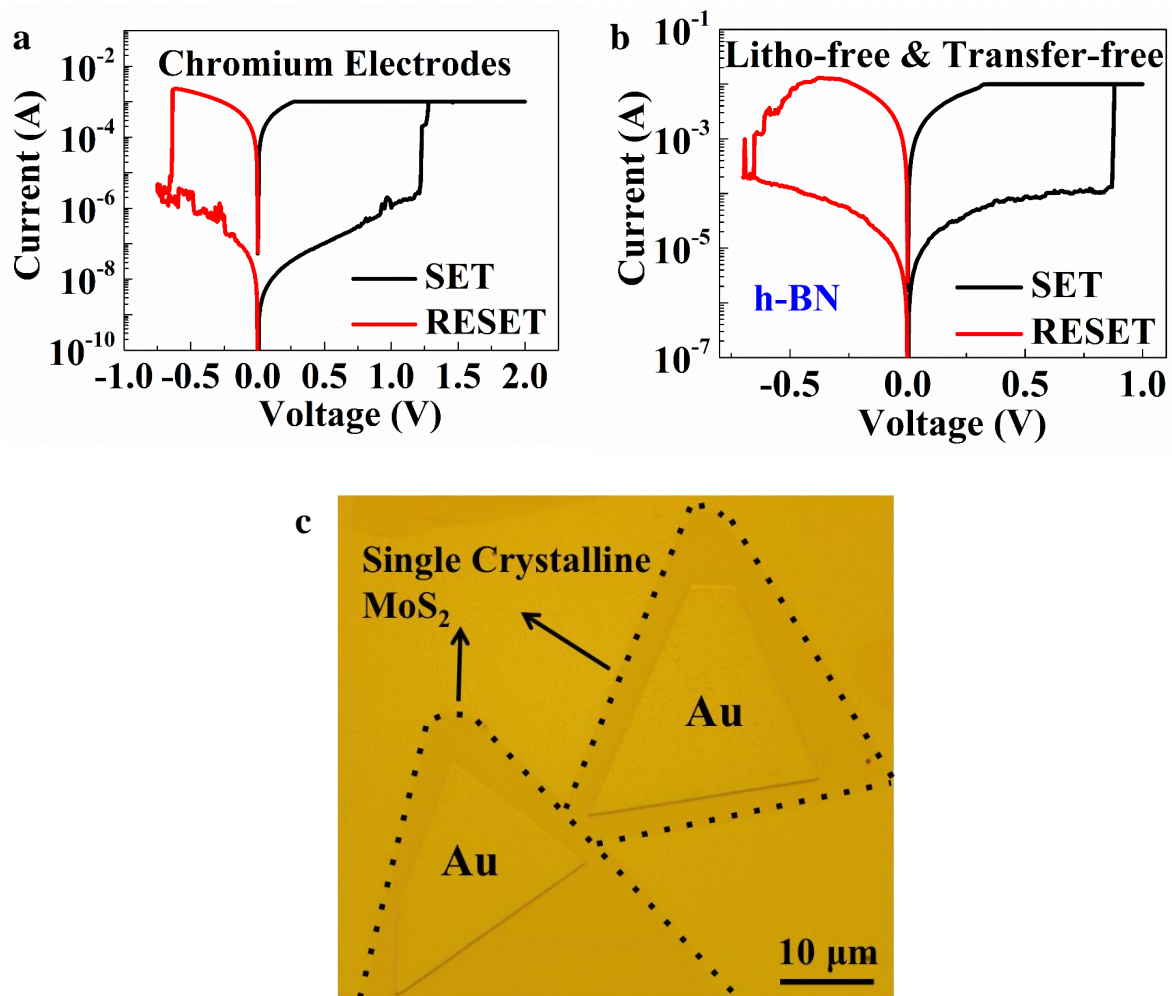 a
Chromium Electrodes
10⁻²
10⁻⁴
10⁻⁶
10⁻⁸
10⁻¹⁰
Current (A)
SET
RESET
-1.0 -0.5 0.0 0.5 1.0 1.5 2.0
Voltage (V)
b
Litho-free & Transfer-free
10⁻¹
10⁻³
10⁻⁵
10⁻⁷
Current (A)
h-BN
SET
RESET
-0.5 0.0 0.5 1.0
Voltage (V)
c
Single Crystalline
MoS₂
Au
Au
10 μm